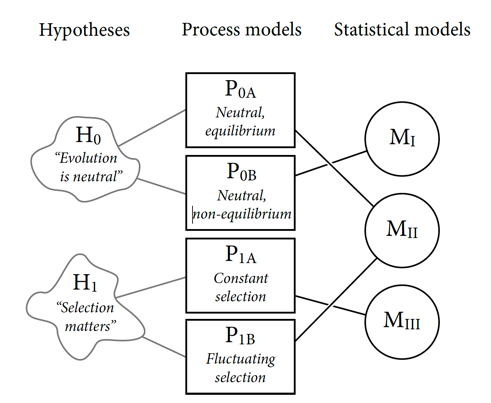 Hypotheses
Process models
Statistical models
H0
"Evolution
is neutral"
P0A
Neutral,
equilibrium
P0B
Neutral,
non-equilibrium
H1
"Selection
matters"
P1A
Constant
selection
P1B
Fluctuating
selection
MI
MII
MIII